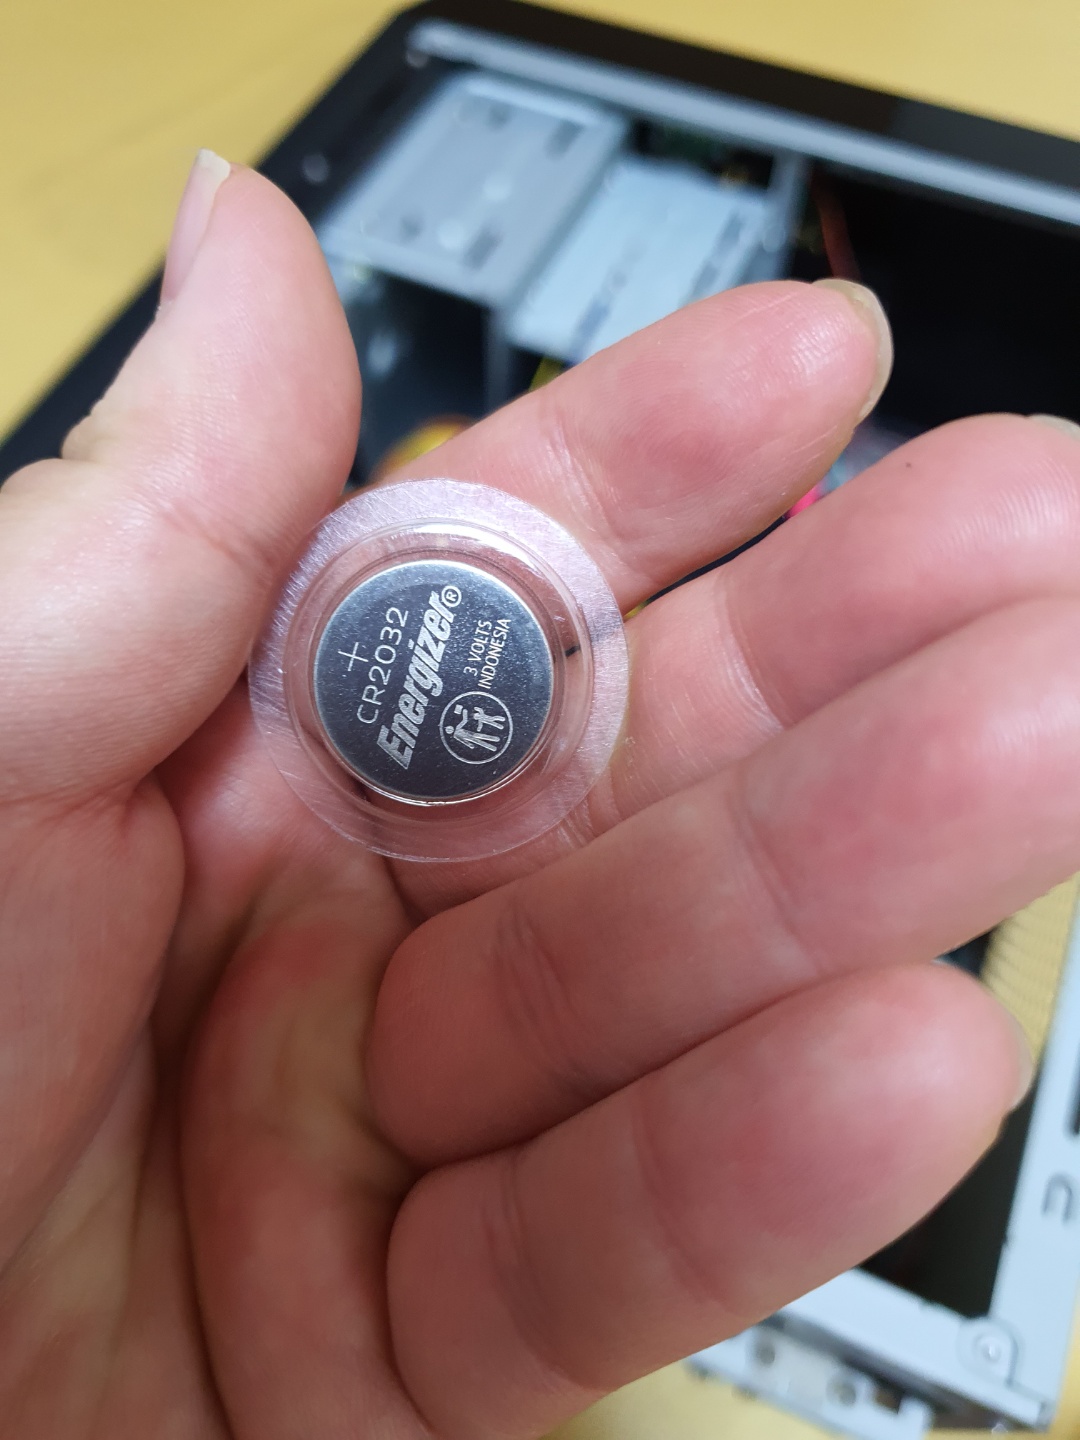 +
CR2032
Energizer®
3 VOLTS
INDONESIA